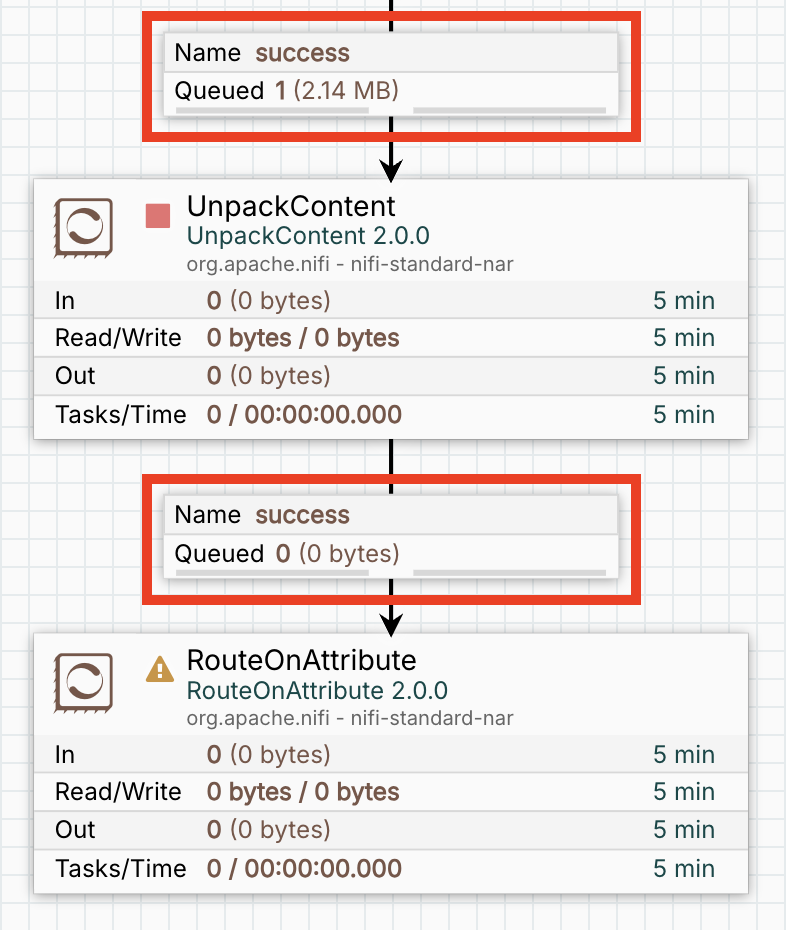 Name success
Queued 1 (2.14 MB)
UnpackContent
UnpackContent 2.0.0
org.apache.nifi - nifi-standard-nar
In 0 (0 bytes) 5 min
Read/Write 0 bytes / 0 bytes 5 min
Out 0 (0 bytes) 5 min
Tasks/Time 0 / 00:00:00.000 5 min
Name success
Queued 0 (0 bytes)
RouteOnAttribute
RouteOnAttribute 2.0.0
org.apache.nifi - nifi-standard-nar
In 0 (0 bytes) 5 min
Read/Write 0 bytes / 0 bytes 5 min
Out 0 (0 bytes) 5 min
Tasks/Time 0 / 00:00:00.000 5 min